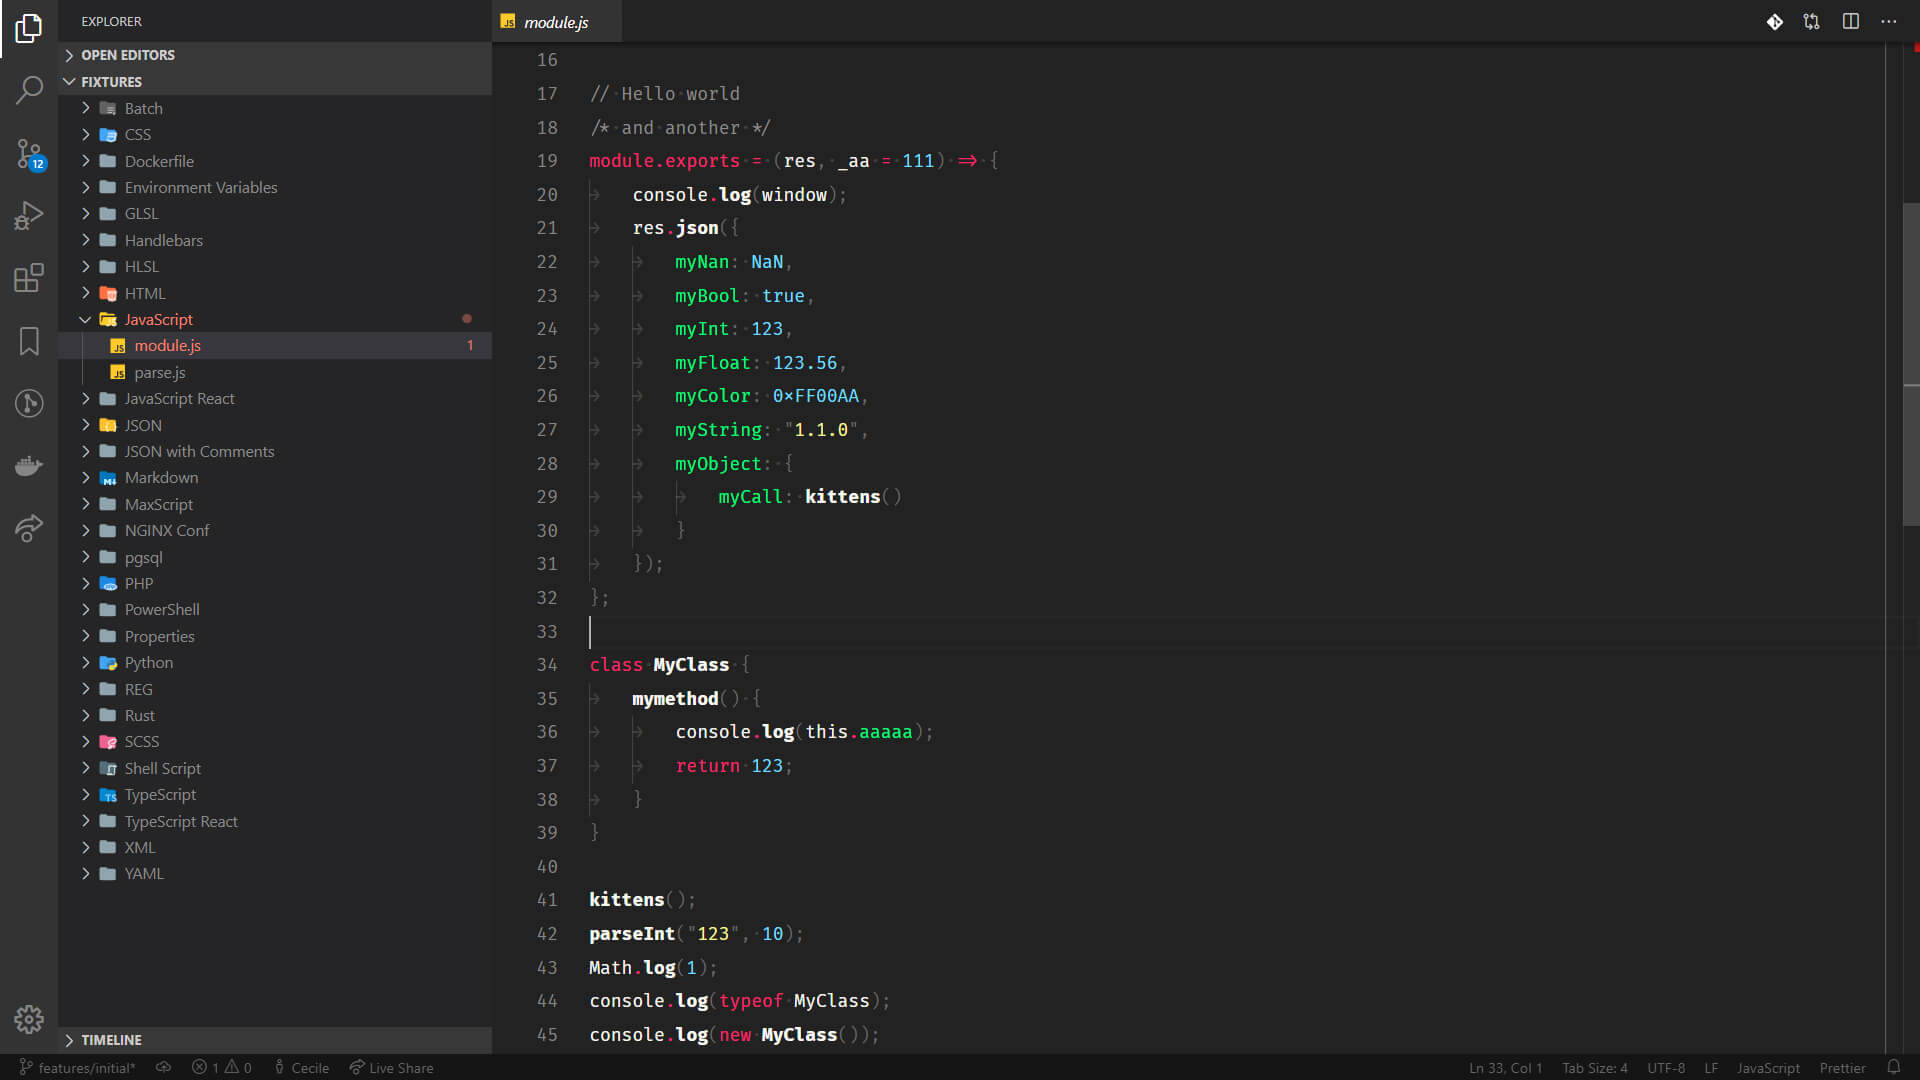 EXPLORER
OPEN EDITORS
FIXTURES
Batch
CSS
Dockerfile
Environment Variables
GLSL
Handlebars
HLSL
HTML
JavaScript
module.js 1
parse.js
JavaScript React
JSON
JSON with Comments
Markdown
MaxScript
NGINX Conf
pgsql
PHP
PowerShell
Properties
Python
REG
Rust
SCSS
Shell Script
TypeScript
TypeScript React
XML
YAML
TIMELINE
12
JS module.js
16
17 // Hello world
18 /* and another */
19 module.exports = (res, _aa = 111) => {
20 console.log(window);
21 res.json({
22 myNan: NaN,
23 myBool: true,
24 myInt: 123,
25 myFloat: 123.56,
26 myColor: 0xFF00AA,
27 myString: "1.1.0",
28 myObject: {
29 myCall: kittens()
30 }
31 });
32 };
33
34 class MyClass {
35 mymethod() {
36 console.log(this.aaaaa);
37 return 123;
38 }
39 }
40
41 kittens();
42 parseInt("123", 10);
43 Math.log(1);
44 console.log(typeof MyClass);
45 console.log(new MyClass());
features/initial* 1 0 Cecile Live Share Ln 33, Col 1 Tab Size: 4 UTF-8 LF JavaScript Prettier